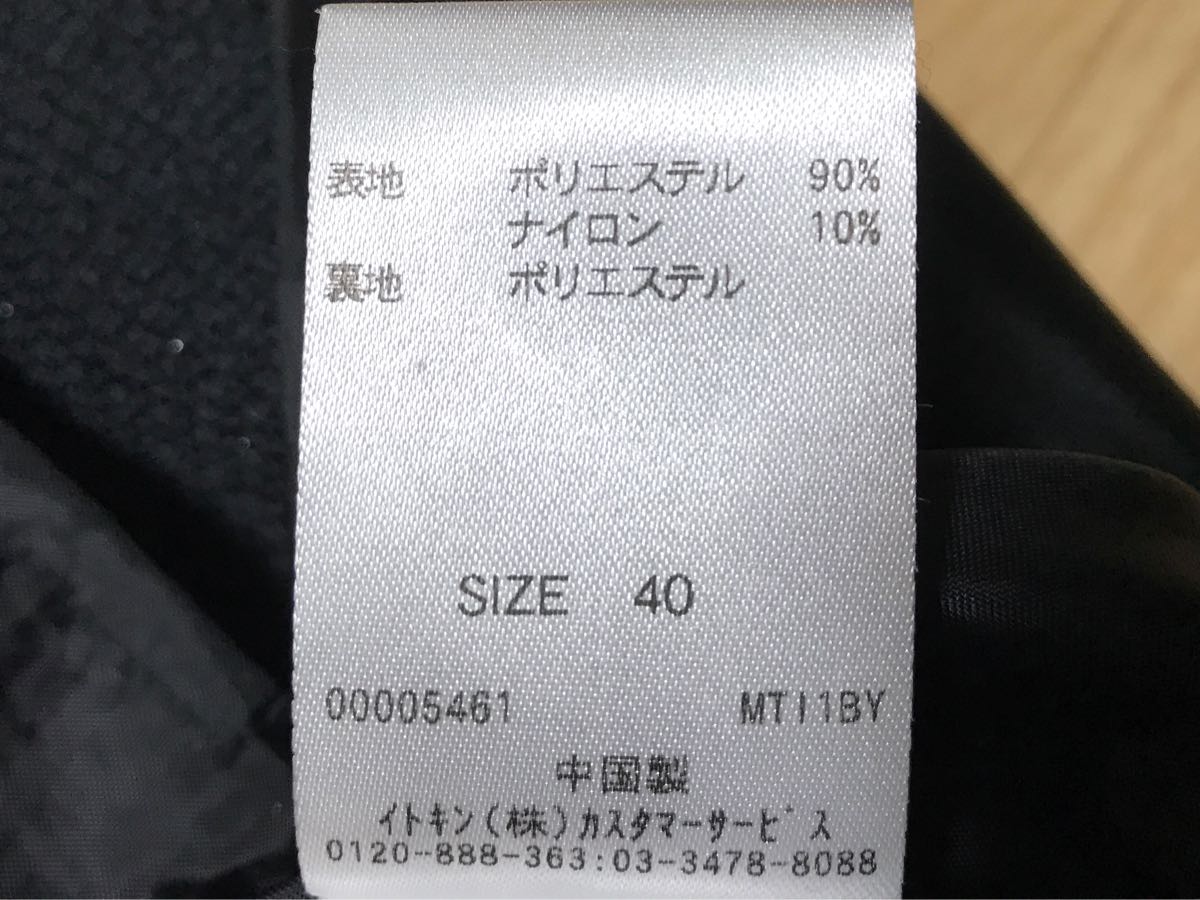 表地 ポリエステル 90%
ナイロン 10%
裏地 ポリエステル
SIZE 40
00005461 MTI1BY
中国製
イトキン(株)カスタマーサービス
0120-888-363:03-3478-8088